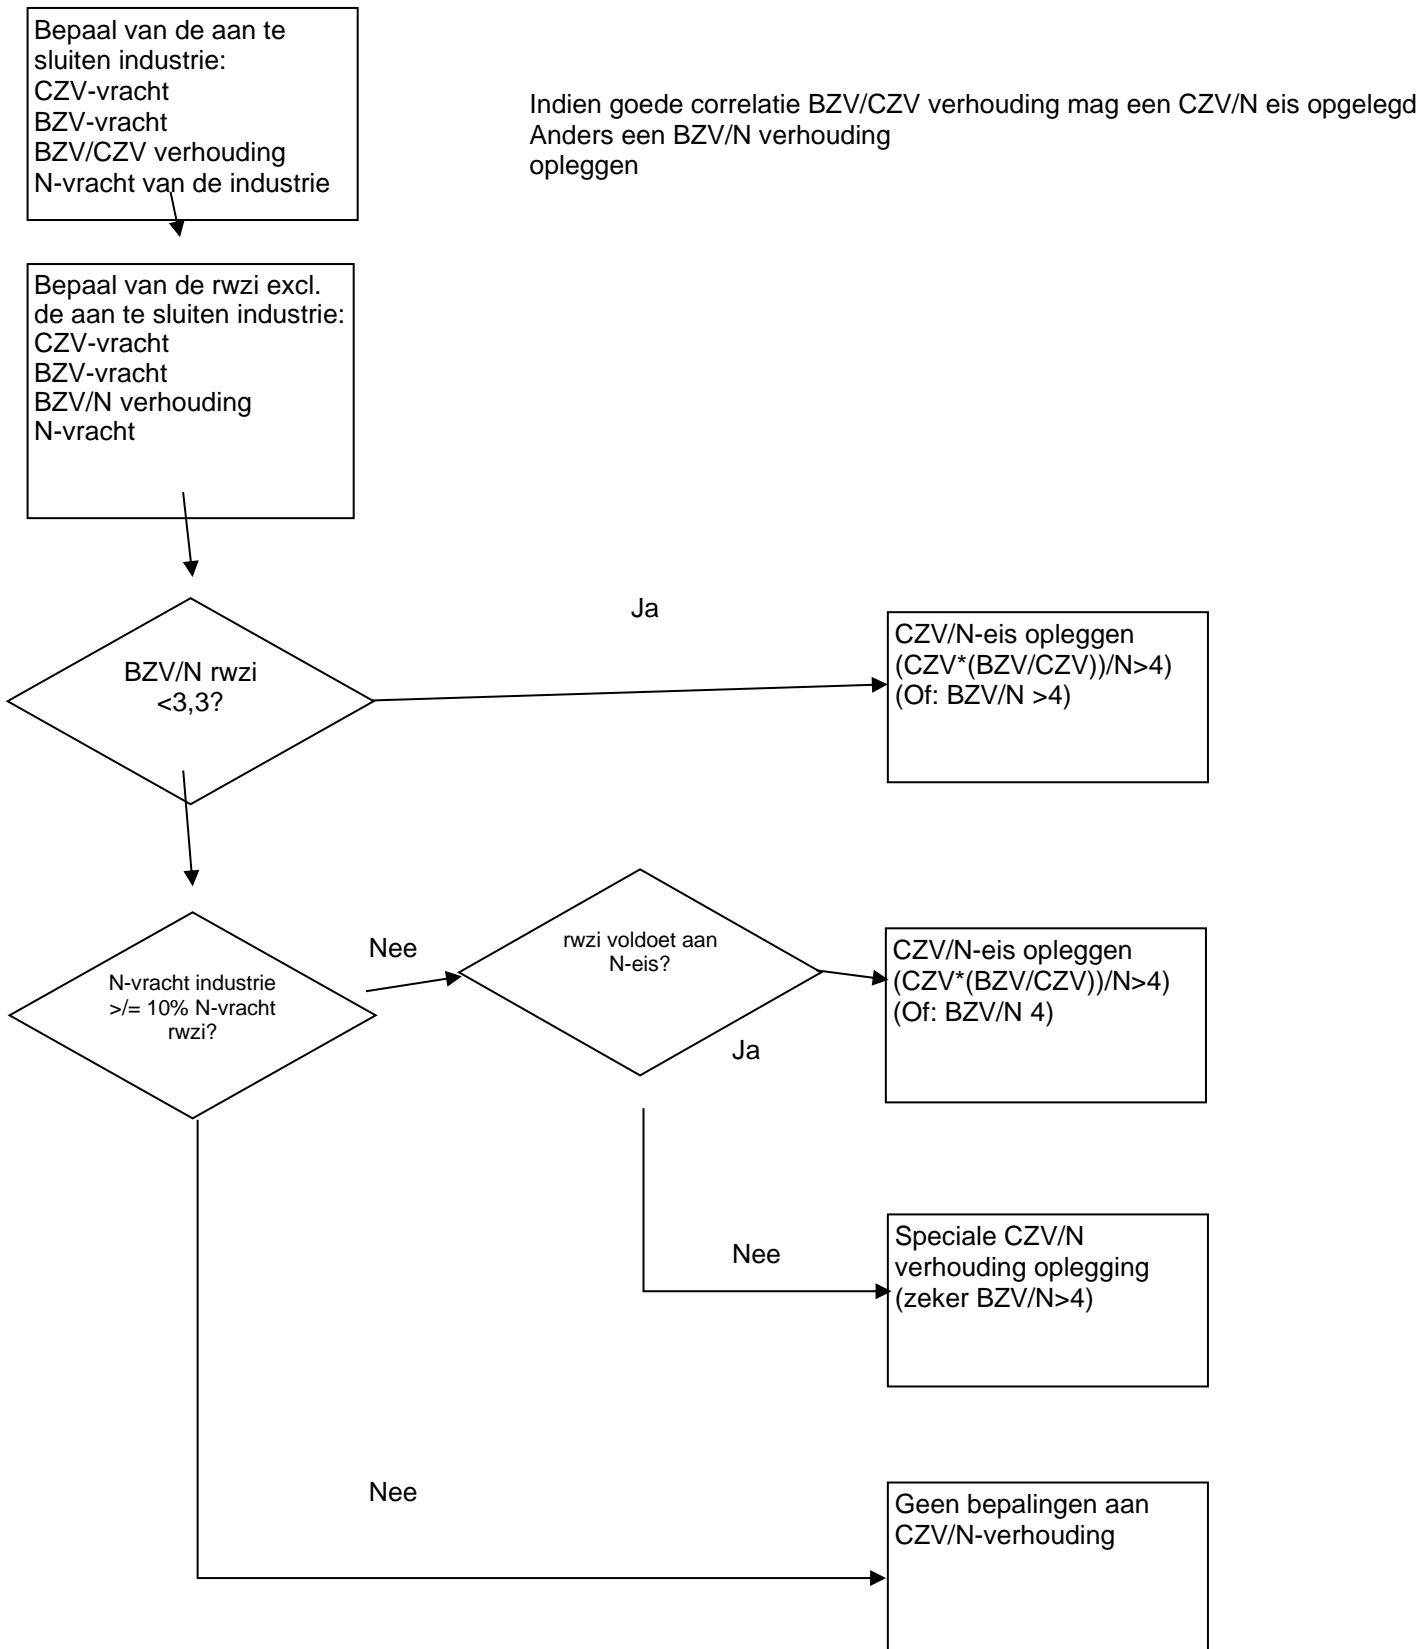 Bepaal van de aan te
sluiten industrie:
CZV-vracht
BZV-vracht
BZV/CZV verhouding
N-vracht van de industrie
Indien goede correlatie BZV/CZV verhouding mag een CZV/N eis opgelegd
Anders een BZV/N verhouding
opleggen
Bepaal van de rwzi excl.
de aan te sluiten industrie:
CZV-vracht
BZV-vracht
BZV/N verhouding
N-vracht
BZV/N rwzi
<3,3?
Ja
CZV/N-eis opleggen
(CZV*(BZV/CZV))/N>4)
(Of: BZV/N >4)
N-vracht industrie
>/= 10% N-vracht
rwzi?
Nee
rwzi voldoet aan
N-eis?
Ja
CZV/N-eis opleggen
(CZV*(BZV/CZV))/N>4)
(Of: BZV/N 4)
Nee
Speciale CZV/N
verhouding oplegging
(zeker BZV/N>4)
Nee
Geen bepalingen aan
CZV/N-verhouding